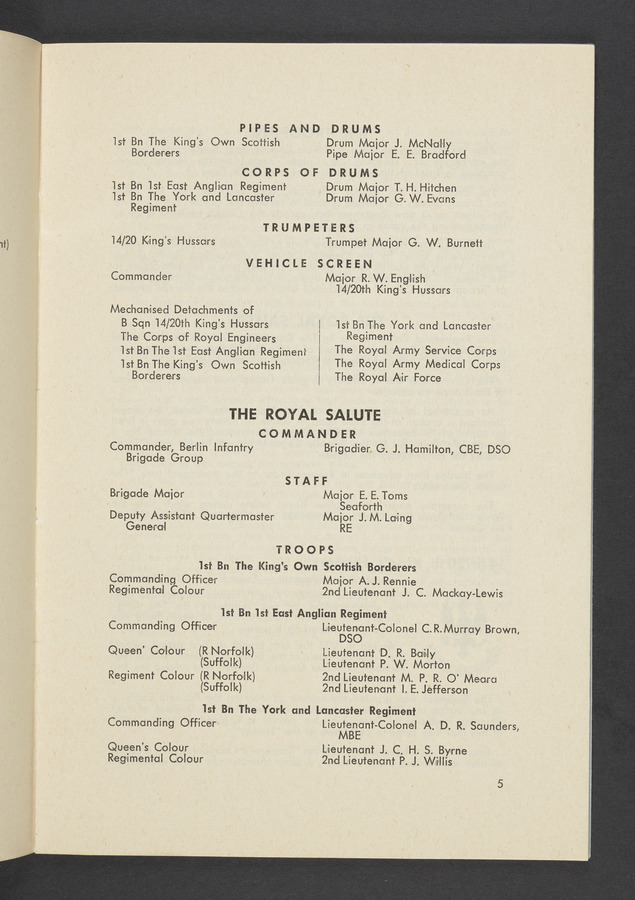 nt)
PIPES AND DRUMS
1st Bn The King's Own Scottish Borderers Drum Major J. McNally
Pipe Major E. E. Bradford
CORPS OF DRUMS
1st Bn 1st East Anglian Regiment Drum Major T. H. Hitchen
1st Bn The York and Lancaster Drum Major G. W. Evans
Regiment
TRUMPETERS
14/20 King's Hussars Trumpet Major G. W. Burnett
VEHICLE SCREEN
Commander Major R. W. English
14/20th King's Hussars
Mechanised Detachments of
B Sqn 14/20th King's Hussars
The Corps of Royal Engineers
1st Bn The 1st East Anglian Regiment
1st Bn The King's Own Scottish
Borderers
1st Bn The York and Lancaster
Regiment
The Royal Army Service Corps
The Royal Army Medical Corps
The Royal Air Force
THE ROYAL SALUTE
COMMANDER
Commander, Berlin Infantry Brigadier G. J. Hamilton, CBE, DSO
Brigade Group
STAFF
Brigade Major Major E. E. Toms
Seaforth
Deputy Assistant Quartermaster Major J. M. Laing
General RE
TROOPS
1st Bn The King's Own Scottish Borderers
Commanding Officer Major A. J. Rennie
Regimental Colour 2nd Lieutenant J. C. Mackay-Lewis
1st Bn 1st East Anglian Regiment
Commanding Officer Lieutenant-Colonel C. R. Murray Brown,
DSO
Queen' Colour (R Norfolk) Lieutenant D. R. Baily
(Suffolk) Lieutenant P. W. Morton
Regiment Colour (R Norfolk) 2nd Lieutenant M. P. R. O' Meara
(Suffolk) 2nd Lieutenant I. E. Jefferson
1st Bn The York and Lancaster Regiment
Commanding Officer Lieutenant-Colonel A. D. R. Saunders,
MBE
Queen's Colour Lieutenant J. C. H. S. Byrne
Regimental Colour 2nd Lieutenant P. J. Willis
5